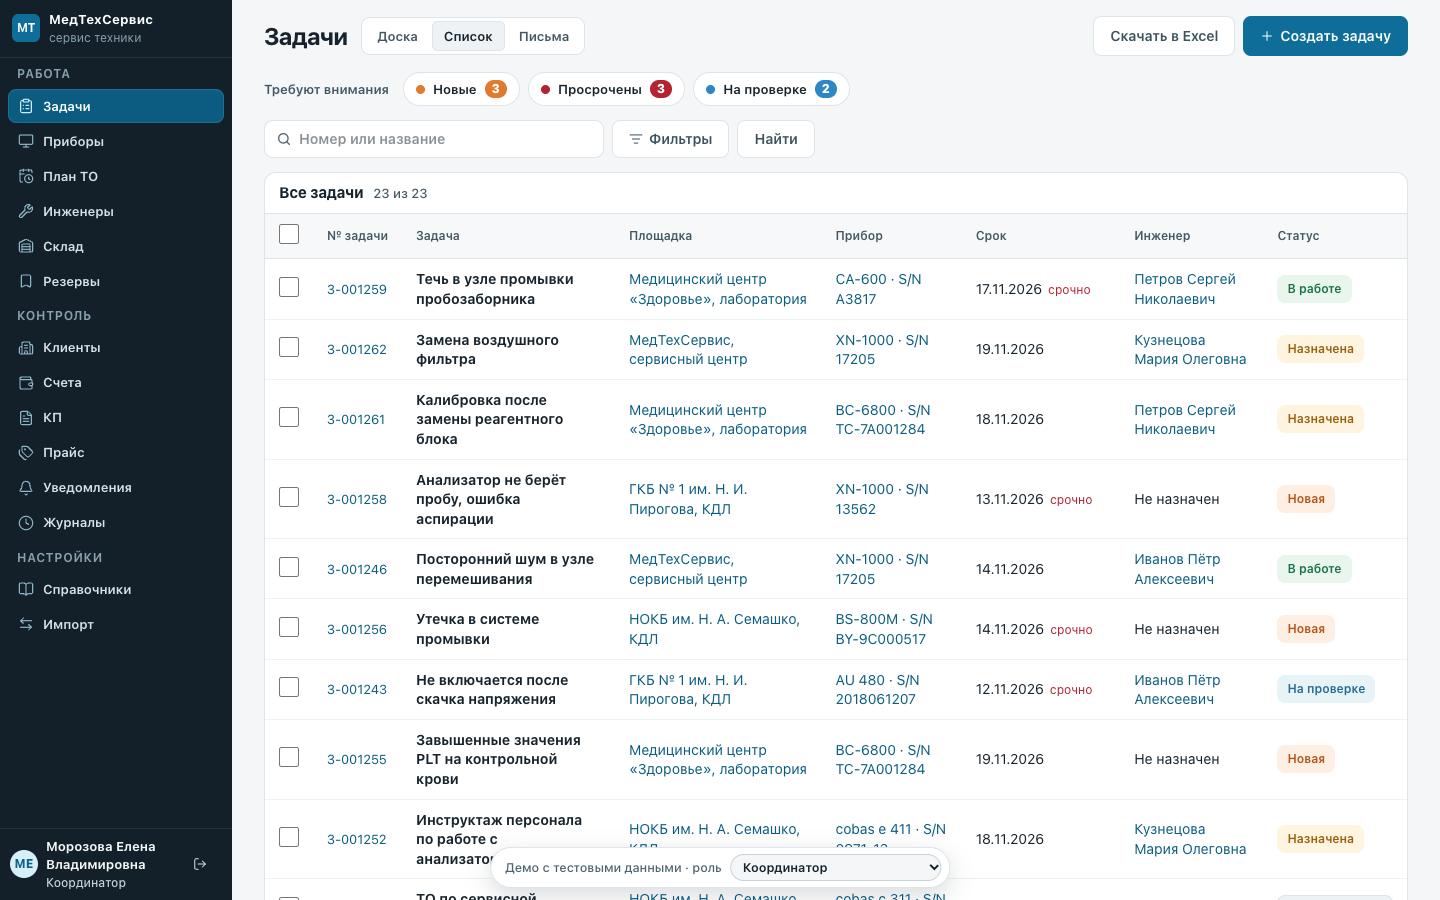 МТ
МедТехСервис
сервис техники
РАБОТА
Задачи
Приборы
План ТО
Инженеры
Склад
Резервы
КОНТРОЛЬ
Клиенты
Счета
КП
Прайс
Уведомления
Журналы
НАСТРОЙКИ
Справочники
Импорт
МЕ
Морозова Елена
Владимировна
Координатор
Задачи
Доска Список Письма
Скачать в Excel
+ Создать задачу
Требуют внимания
Новые 3
Просрочены 3
На проверке 2
Номер или название
Фильтры
Найти
Все задачи 23 из 23
№ задачи Задача Площадка Прибор Срок Инженер Статус
З-001259
Течь в узле промывки
пробозаборника
Медицинский центр
«Здоровье», лаборатория
CA-600 · S/N
A3817
17.11.2026 срочно
Петров Сергей
Николаевич
В работе
З-001262
Замена воздушного
фильтра
МедТехСервис,
сервисный центр
XN-1000 · S/N
17205
19.11.2026
Кузнецова
Мария Олеговна
Назначена
З-001261
Калибровка после
замены реагентного
блока
Медицинский центр
«Здоровье», лаборатория
BC-6800 · S/N
TC-7A001284
18.11.2026
Петров Сергей
Николаевич
Назначена
З-001258
Анализатор не берёт
пробу, ошибка
аспирации
ГКБ № 1 им. Н. И.
Пирогова, КДЛ
XN-1000 · S/N
13562
13.11.2026 срочно
Не назначен
Новая
З-001246
Посторонний шум в узле
перемешивания
МедТехСервис,
сервисный центр
XN-1000 · S/N
17205
14.11.2026
Иванов Пётр
Алексеевич
В работе
З-001256
Утечка в системе
промывки
НОКБ им. Н. А. Семашко,
КДЛ
BS-800M · S/N
BY-9C000517
14.11.2026 срочно
Не назначен
Новая
З-001243
Не включается после
скачка напряжения
ГКБ № 1 им. Н. И.
Пирогова, КДЛ
AU 480 · S/N
2018061207
12.11.2026 срочно
Иванов Пётр
Алексеевич
На проверке
З-001255
Завышенные значения
PLT на контрольной
крови
Медицинский центр
«Здоровье», лаборатория
BC-6800 · S/N
TC-7A001284
19.11.2026
Не назначен
Новая
З-001252
Инструктаж персонала
по работе с
НОКБ им. Н. А. Семашко,
cobas e 411 · S/N
18.11.2026
Кузнецова
Мария Олеговна
Назначена
Демо с тестовыми данными · роль Координатор
ТО по сервисной
НОКБ им. Н. А. Семашко,
cobas c 311 · S/N